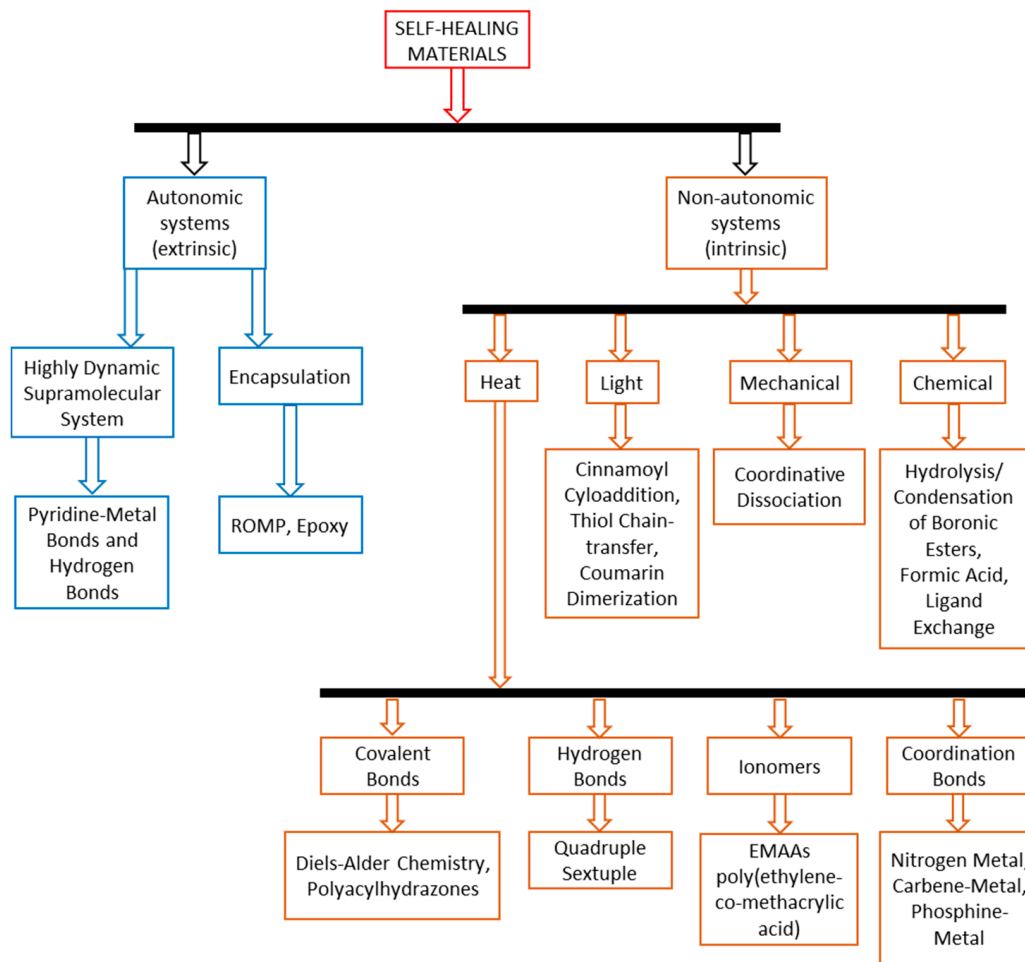 SELF-HEALING
MATERIALS
Autonomic
systems
(extrinsic)
Non-autonomic
systems
(intrinsic)
Highly Dynamic
Supramolecular
System
Encapsulation
Heat
Light
Mechanical
Chemical
Pyridine-Metal
Bonds and
Hydrogen
Bonds
ROMP, Epoxy
Cinnamoyl
Cyloaddition,
Thiol Chain-
transfer,
Coumarin
Dimerization
Coordinative
Dissociation
Hydrolysis/
Condensation
of Boronic
Esters,
Formic Acid,
Ligand
Exchange
Covalent
Bonds
Hydrogen
Bonds
Ionomers
Coordination
Bonds
Diels-Alder Chemistry,
Polyacylhydrazones
Quadruple
Sextuple
EMAAs
poly(ethylene-
co-methacrylic
acid)
Nitrogen Metal,
Carbene-Metal,
Phosphine-
Metal